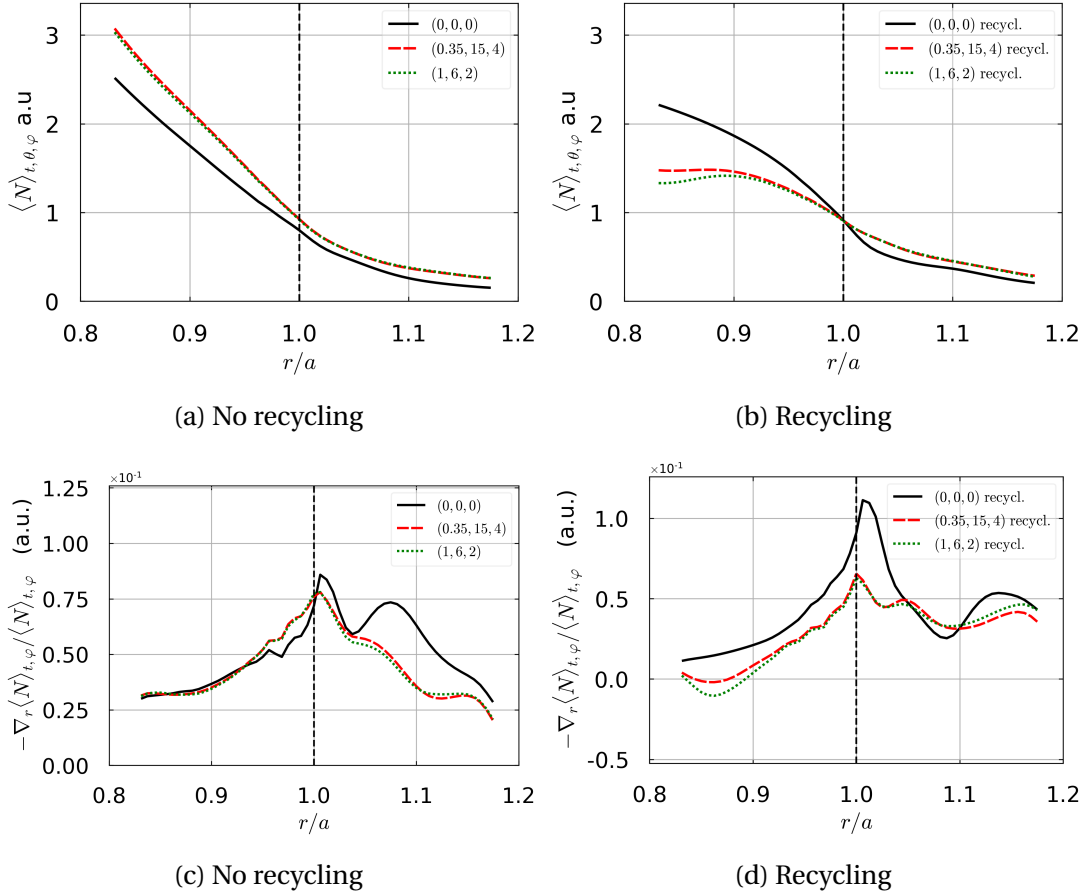 3
2
1
0
0.8 0.9 1.0 1.1 1.2
r/a
⟨N⟩t,θ,φ a.u
(0, 0, 0)
(0.35, 15, 4)
(1, 6, 2)
(a) No recycling
3
2
1
0
0.8 0.9 1.0 1.1 1.2
r/a
⟨N⟩t,θ,φ a.u
(0, 0, 0) recycl.
(0.35, 15, 4) recycl.
(1, 6, 2) recycl.
(b) Recycling
×10⁻¹
1.25
1.00
0.75
0.50
0.25
0.00
0.8 0.9 1.0 1.1 1.2
r/a
−∇r⟨N⟩t,φ/⟨N⟩t,φ (a.u.)
(0, 0, 0)
(0.35, 15, 4)
(1, 6, 2)
(c) No recycling
×10⁻¹
1.0
0.5
0.0
-0.5
0.8 0.9 1.0 1.1 1.2
r/a
−∇r⟨N⟩t,φ/⟨N⟩t,φ (a.u.)
(0, 0, 0) recycl.
(0.35, 15, 4) recycl.
(1, 6, 2) recycl.
(d) Recycling